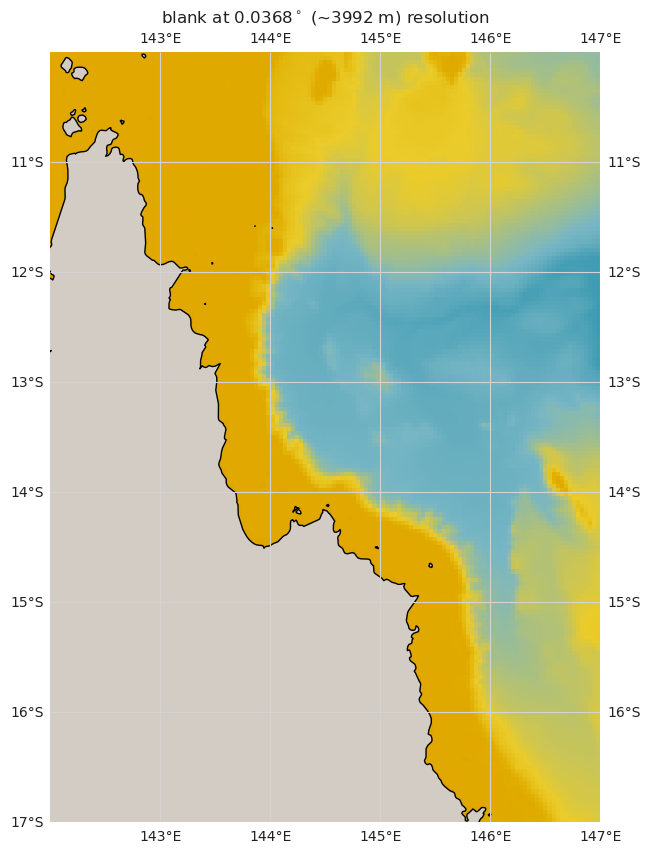 blank at 0.0368° (~3992 m) resolution
143°E 144°E 145°E 146°E 147°E
11°S 11°S
12°S 12°S
13°S 13°S
14°S 14°S
15°S 15°S
16°S 16°S
17°S 17°S
143°E 144°E 145°E 146°E 147°E